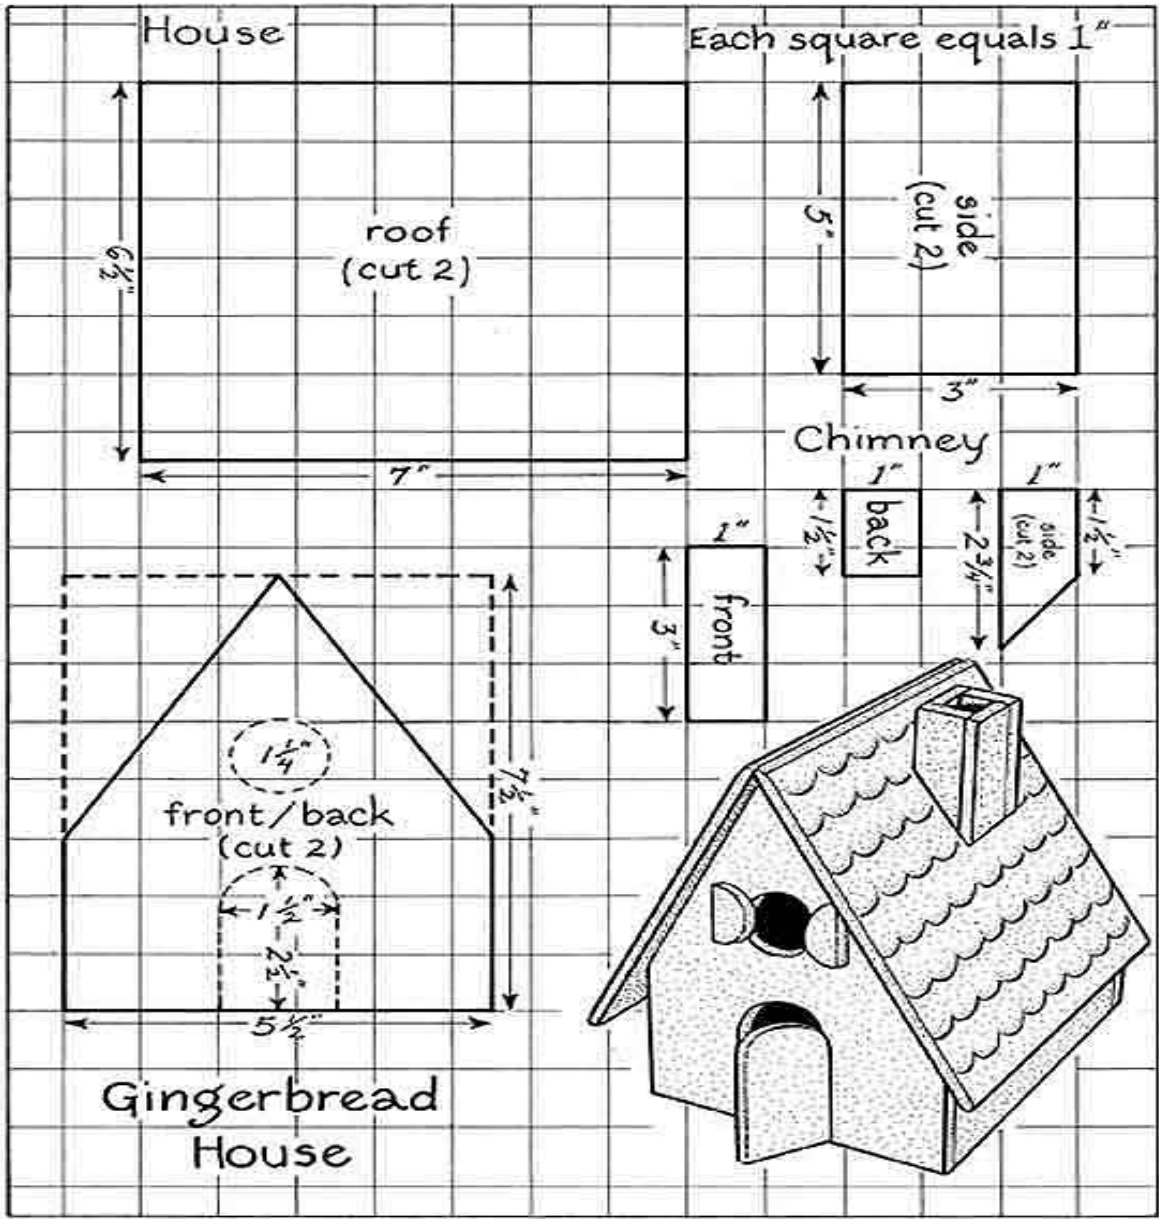 House
Each square equals 1"
roof
(cut 2)
6½"
7"
side
(cut 2)
5"
3"
Chimney
1"
back
1½"
1"
side
(cut 2)
2¾"
1½"
1"
front
3"
1¼"
front/back
(cut 2)
1½"
2½"
7½"
5½"
Gingerbread
House